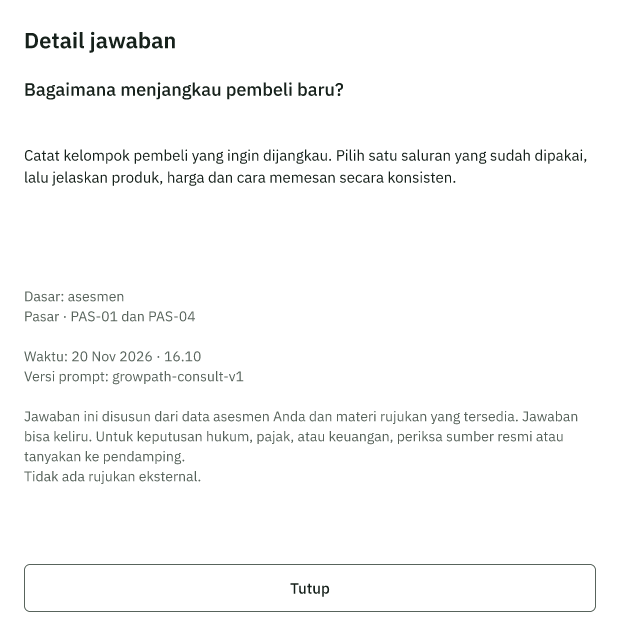 Detail jawaban
Bagaimana menjangkau pembeli baru?
Catat kelompok pembeli yang ingin dijangkau. Pilih satu saluran yang sudah dipakai,
lalu jelaskan produk, harga dan cara memesan secara konsisten.
Dasar: asesmen
Pasar · PAS-01 dan PAS-04
Waktu: 20 Nov 2026 · 16.10
Versi prompt: growpath-consult-v1
Jawaban ini disusun dari data asesmen Anda dan materi rujukan yang tersedia. Jawaban
bisa keliru. Untuk keputusan hukum, pajak, atau keuangan, periksa sumber resmi atau
tanyakan ke pendamping.
Tidak ada rujukan eksternal.
Tutup